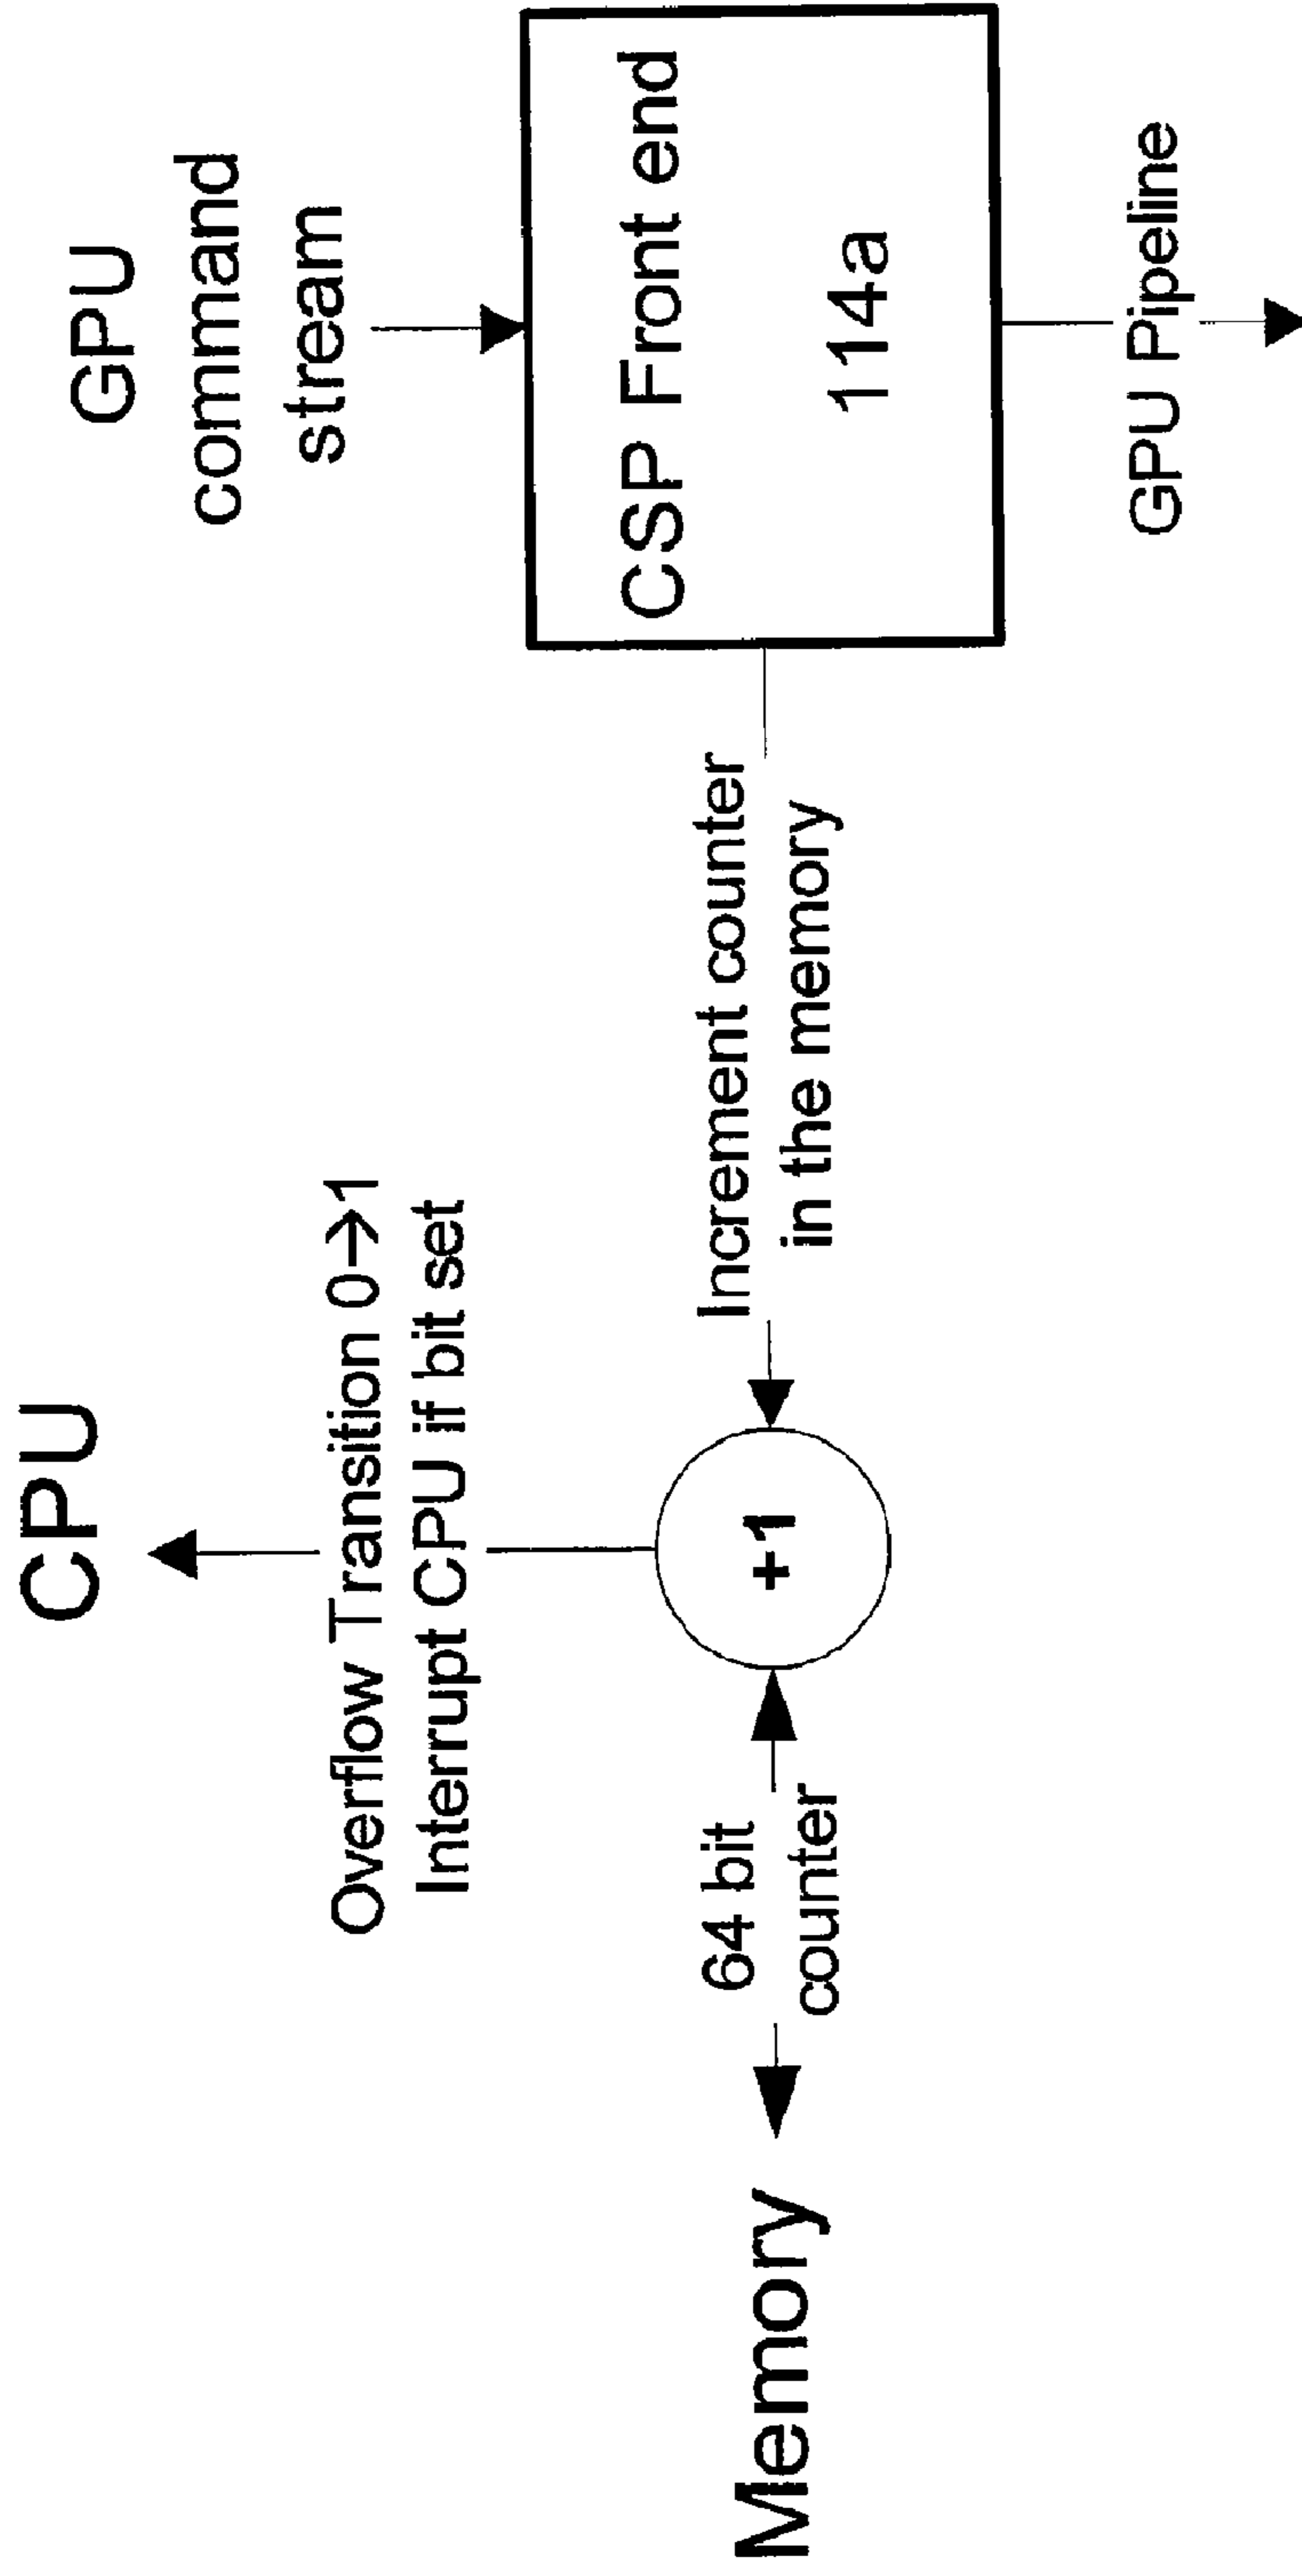 GPU
command
stream
CSP Front end
114a
GPU Pipeline
Increment counter
in the memory
CPU
Overflow Transition 0→1
Interrupt CPU if bit set
+1
64 bit
counter
Memory